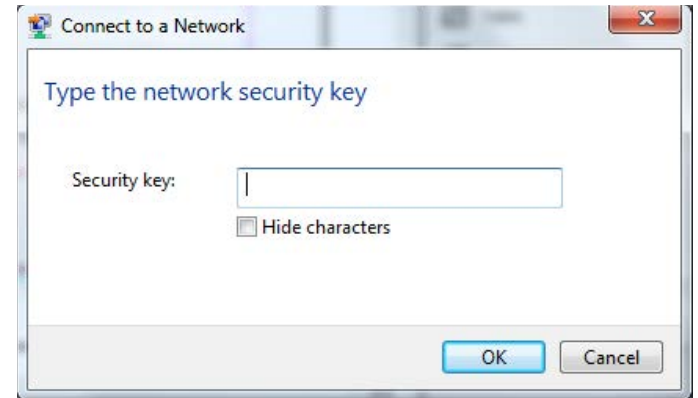 Connect to a Network
Type the network security key
Security key:
Hide characters
OK Cancel